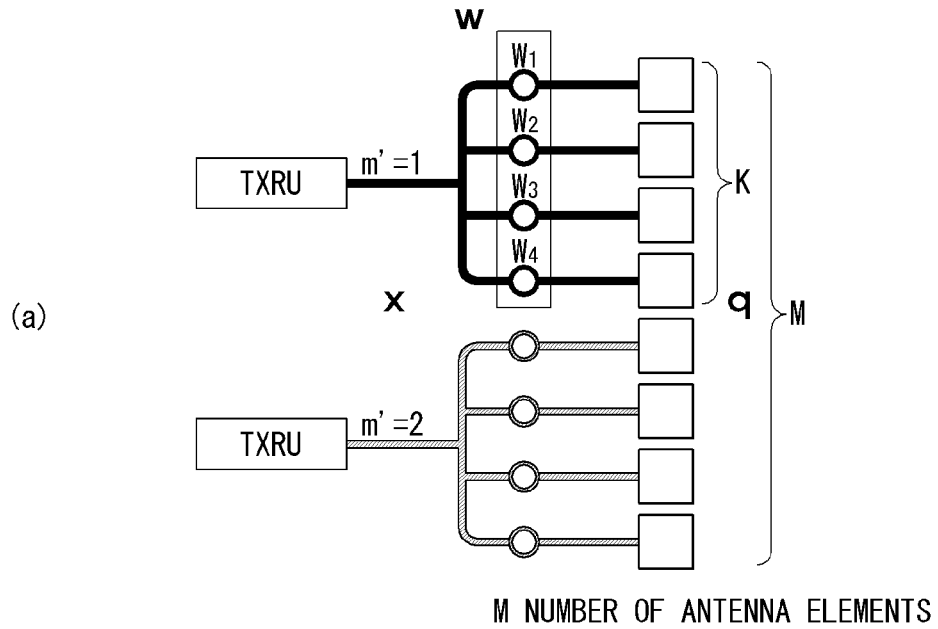 w
W1
W2
TXRU
m'=1
K
W3
W4
(a)
x
q
M
TXRU
m'=2
M NUMBER OF ANTENNA ELEMENTS